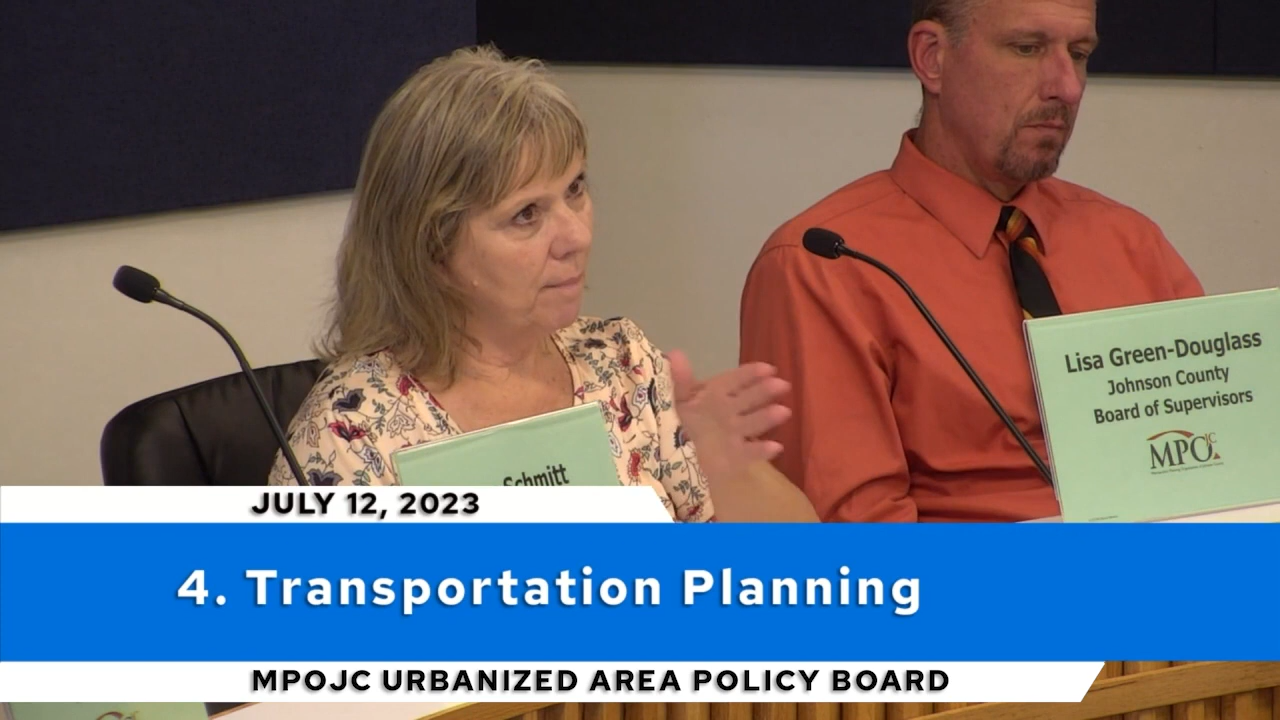 Lisa Green-Douglass
Johnson County
Board of Supervisors
MPOJC
Schmitt
JULY 12, 2023
4. Transportation Planning
MPOJC URBANIZED AREA POLICY BOARD